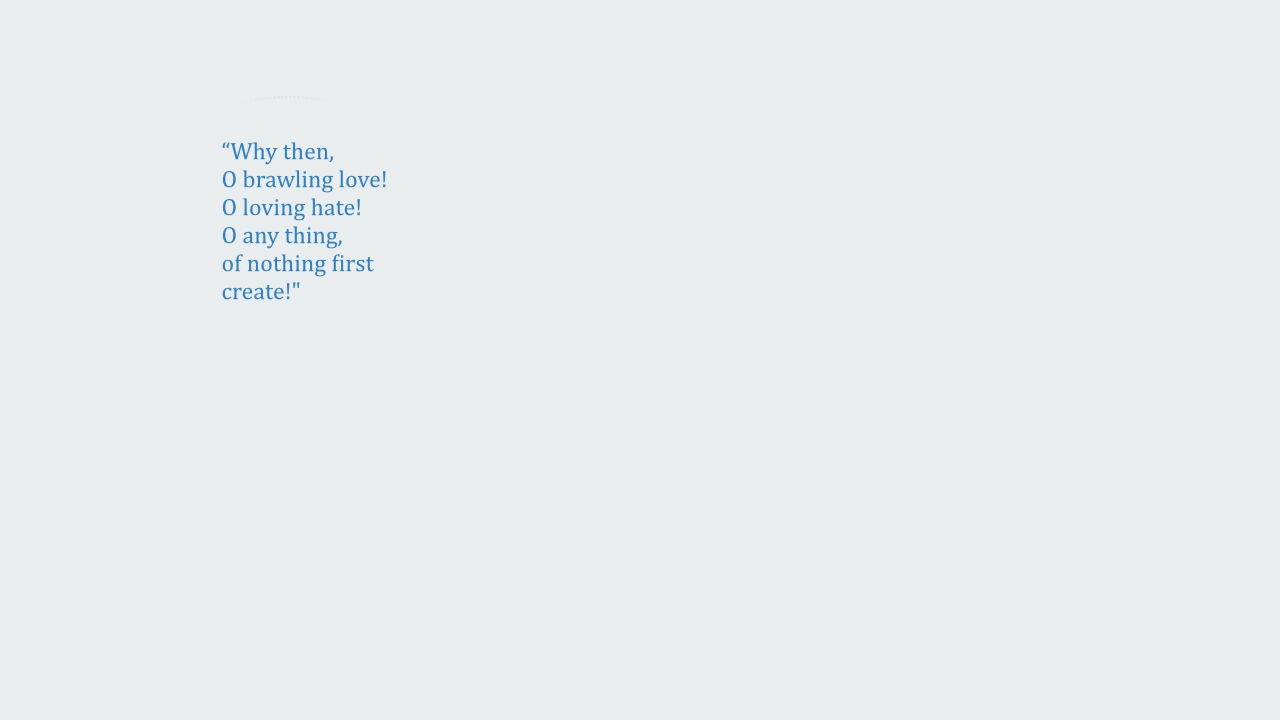 “Why then,
O brawling love!
O loving hate!
O any thing,
of nothing first
create!"